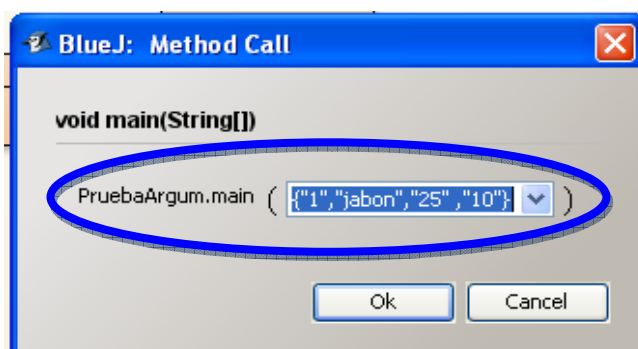 BlueJ: Method Call
void main(String[])
PruebaArgum.main ( {"1","jabon","25" ,"10"} )
Ok Cancel